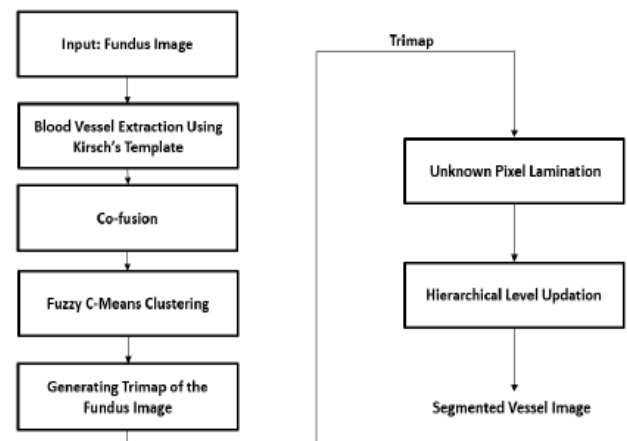 Input: Fundus Image
Blood Vessel Extraction Using
Kirsch's Template
Co-fusion
Fuzzy C-Means Clustering
Generating Trimap of the
Fundus Image
Trimap
Unknown Pixel Lamination
Hierarchical Level Updation
Segmented Vessel Image